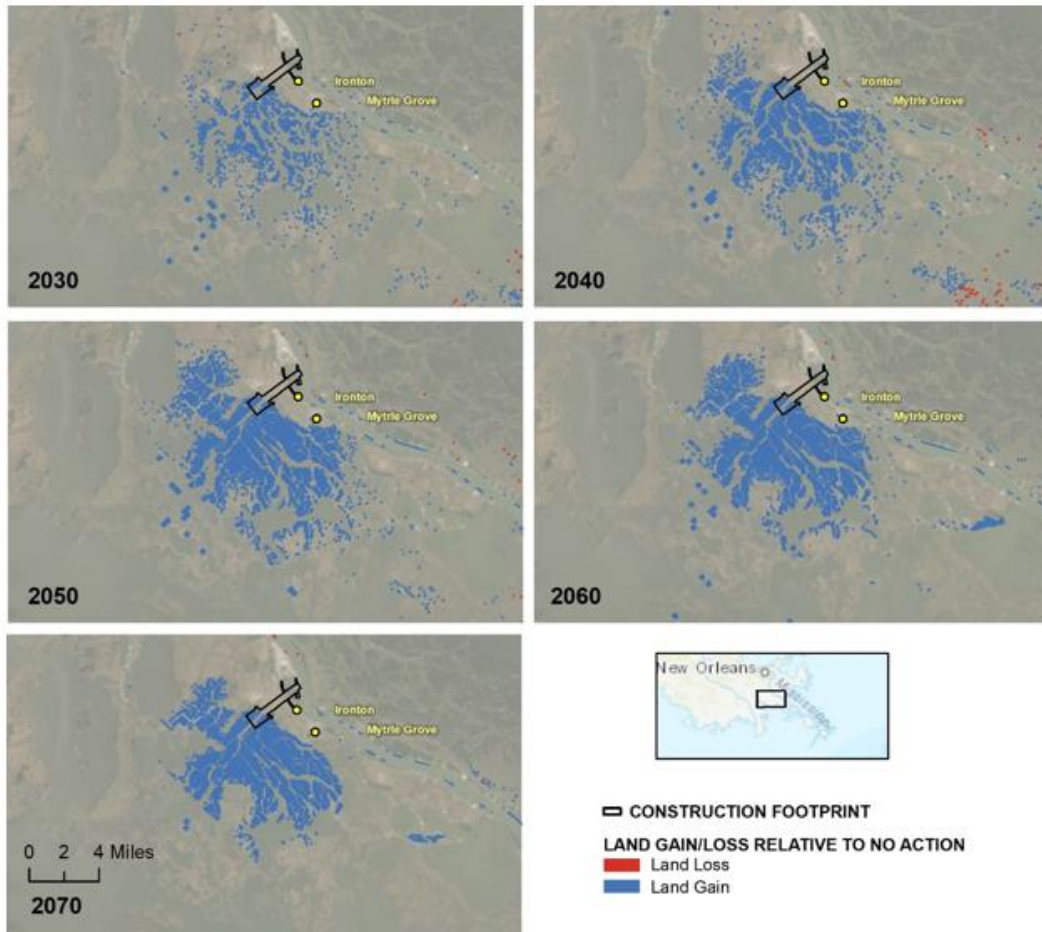 Ironton
Mytrle Grove
2030
Ironton
Mytrle Grove
2040
Ironton
Mytrle Grove
2050
Ironton
Mytrle Grove
2060
Ironton
Mytrle Grove
0 2 4 Miles
2070
New Orleans
Mississippi
CONSTRUCTION FOOTPRINT
LAND GAIN/LOSS RELATIVE TO NO ACTION
Land Loss
Land Gain